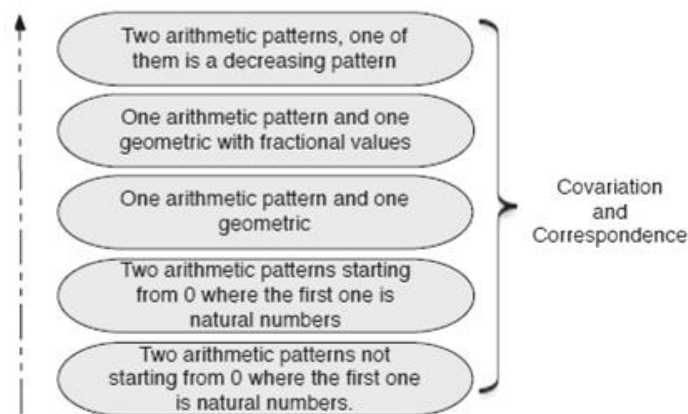 Two arithmetic patterns, one of
them is a decreasing pattern
One arithmetic pattern and one
geometric with fractional values
One arithmetic pattern and one
geometric
Two arithmetic patterns starting
from 0 where the first one is
natural numbers
Two arithmetic patterns not
starting from 0 where the first one
is natural numbers.
Covariation
and
Correspondence